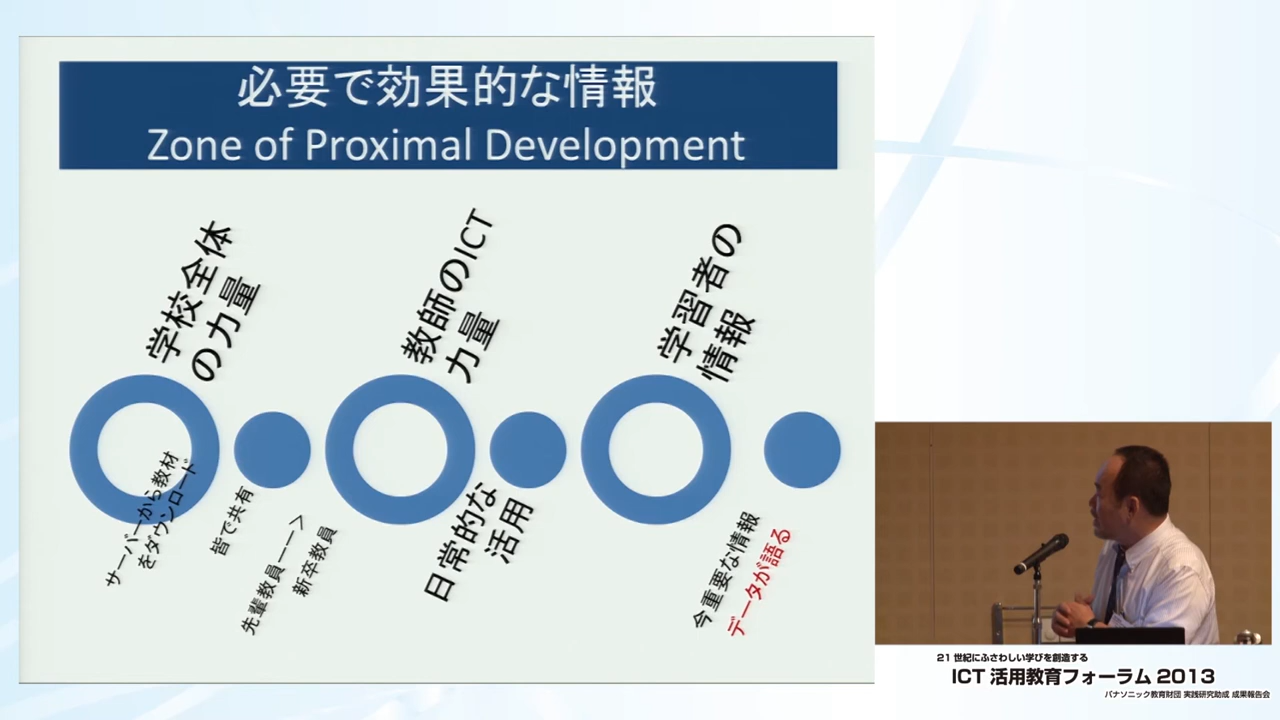 必要で効果的な情報
Zone of Proximal Development
学校全体
の力量
教師のICT
力量
学習者の
情報
サーバーから教材
をダウンロード
皆で共有
先輩教員ーー>
新卒教員
日常的な
活用
今重要な情報
データが語る
21 世紀にふさわしい学びを創造する
ICT 活用教育フォーラム 2013
パナソニック教育財団 実践研究助成 成果報告会